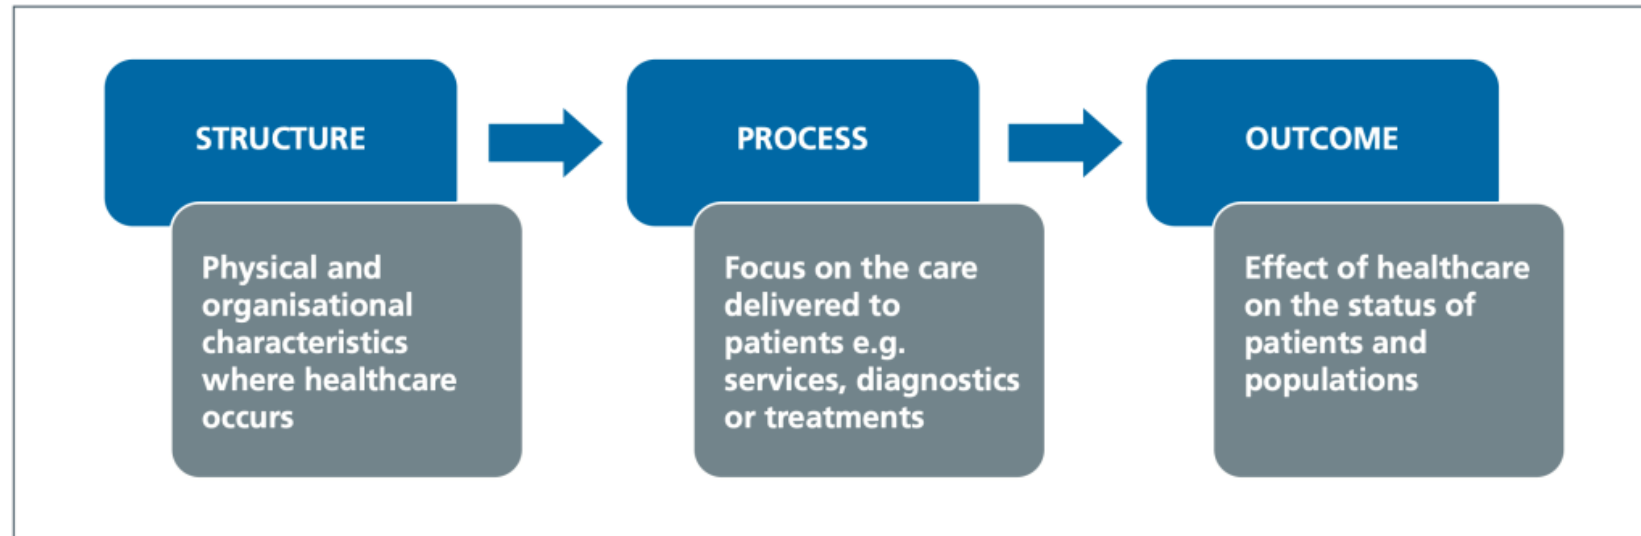 STRUCTURE
Physical and
organisational
characteristics
where healthcare
occurs
PROCESS
Focus on the care
delivered to
patients e.g.
services, diagnostics
or treatments
OUTCOME
Effect of healthcare
on the status of
patients and
populations